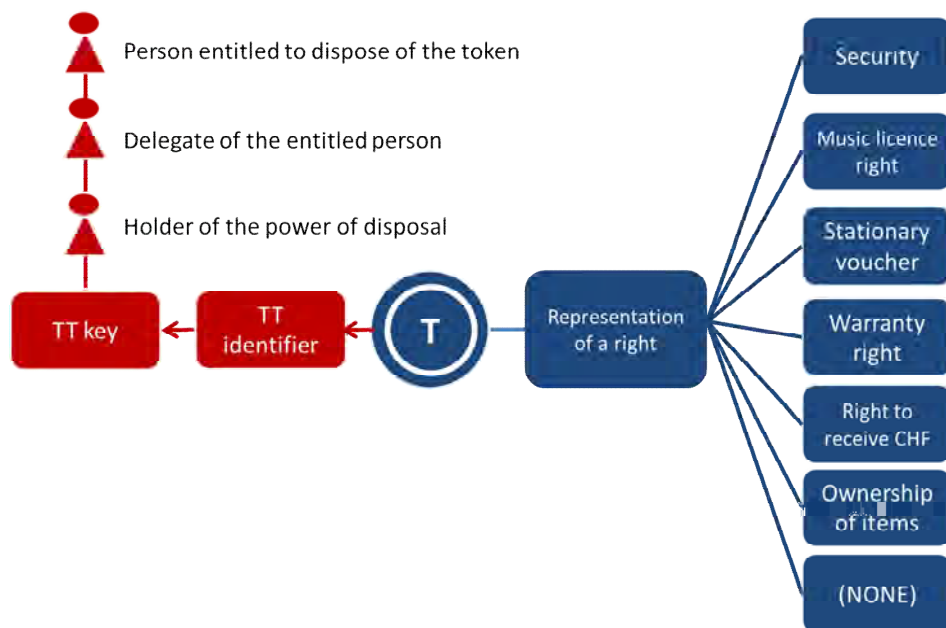 Person entitled to dispose of the token
Delegate of the entitled person
Holder of the power of disposal
TT key
TT
identifier
T
Representation
of a right
Security
Music licence
right
Stationary
voucher
Warranty
right
Right to
receive CHF
Ownership
of items
(NONE)